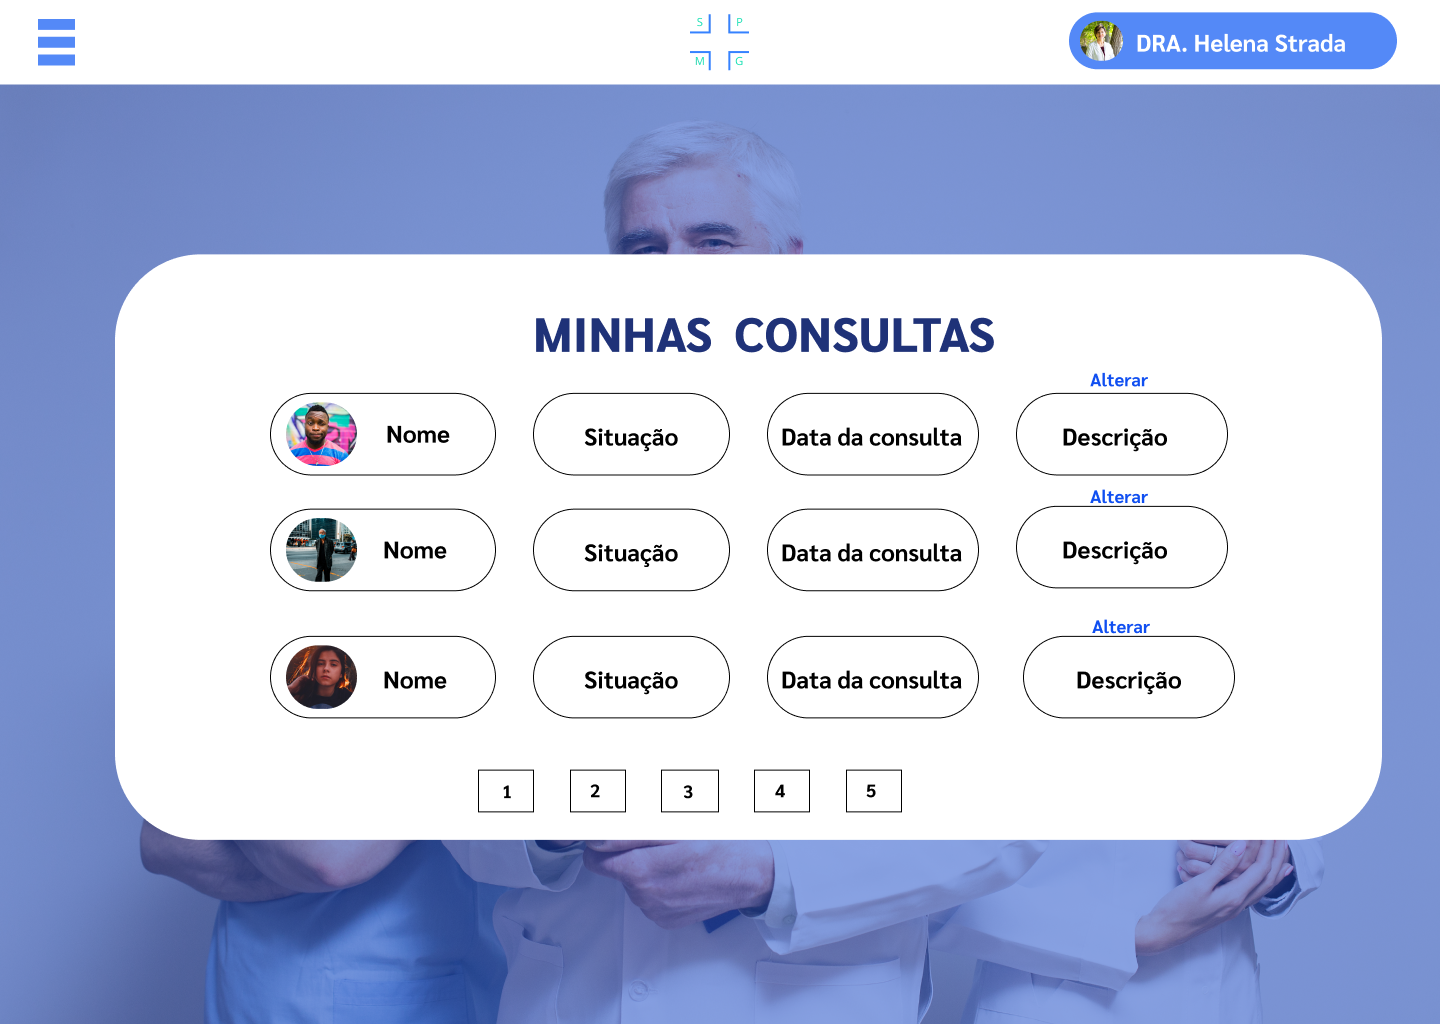 S P
M G
DRA. Helena Strada
MINHAS CONSULTAS
Alterar
Nome Situação Data da consulta Descrição
Alterar
Nome Situação Data da consulta Descrição
Alterar
Nome Situação Data da consulta Descrição
1 2 3 4 5